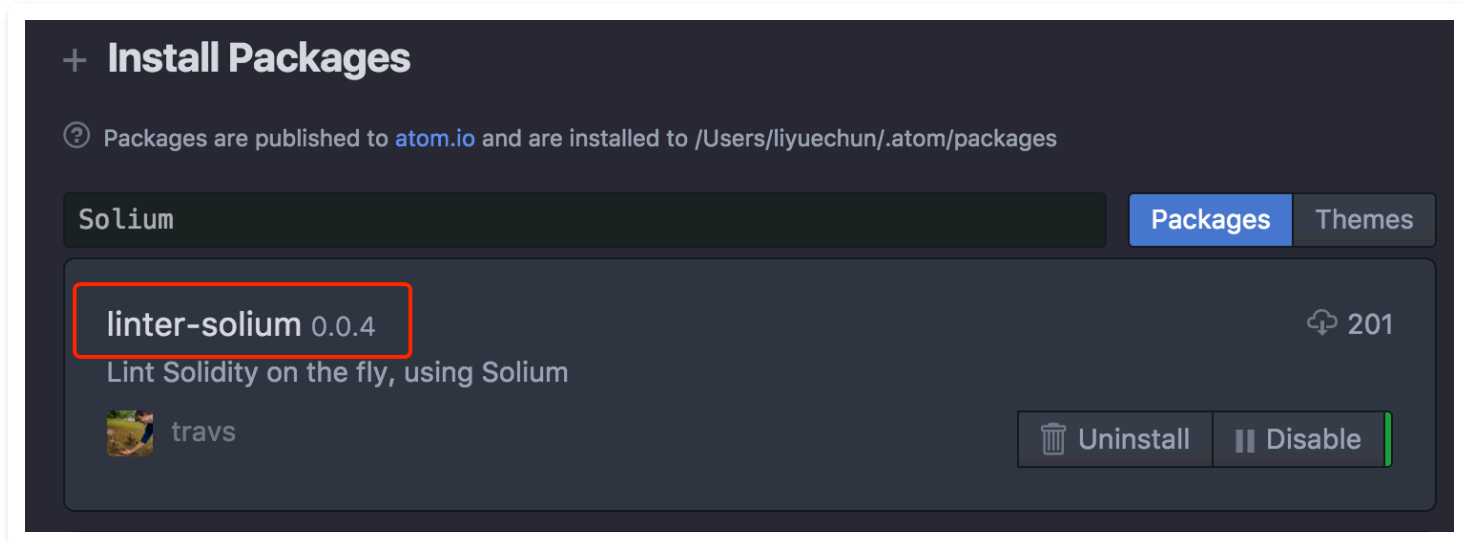 Install Packages
Packages are published to atom.io and are installed to /Users/liyuechun/.atom/packages
Solium
Packages Themes
linter-solium 0.0.4
201
Lint Solidity on the fly, using Solium
travs
Uninstall Disable